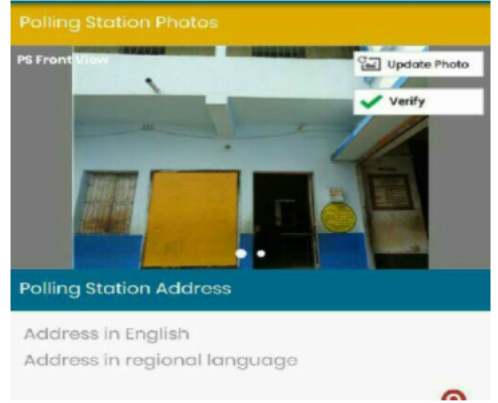 Polling Station Photos
PS Front View
Update Photo
Verify
Polling Station Address
Address in English
Address in regional language